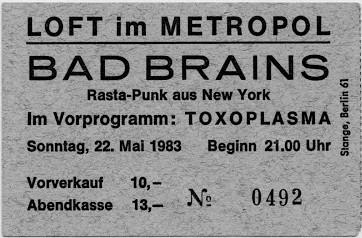 LOFT im METROPOL
BAD BRAINS
Rasta-Punk aus New York
Im Vorprogramm: TOXOPLASMA
Sonntag, 22. Mai 1983 Beginn 21.00 Uhr
Vorverkauf 10,–
Abendkasse 13,– № 0492
Stange, Berlin 61